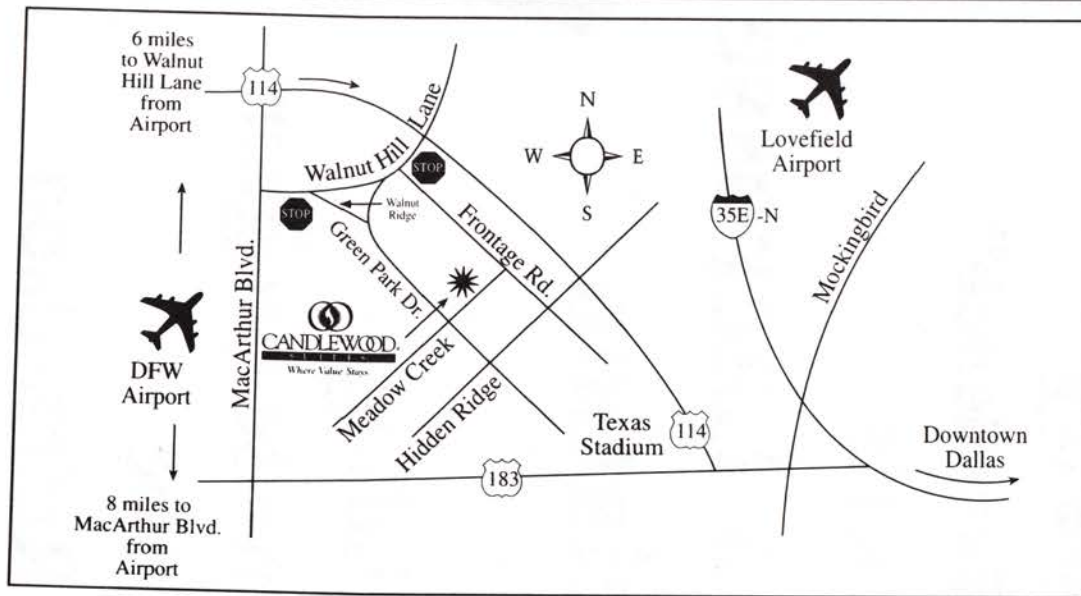 6 miles
to Walnut
Hill Lane
from
Airport
114
Walnut Hill Lane
STOP
STOP
Walnut
Ridge
Green Park Dr.
Frontage Rd.
N
W E
S
Lovefield
Airport
35E -N
Mockingbird
MacArthur Blvd.
DFW
Airport
CANDLEWOOD
SUITES
Where Value Stays
Meadow Creek
Hidden Ridge
Texas
Stadium
114
183
Downtown
Dallas
8 miles to
MacArthur Blvd.
from
Airport